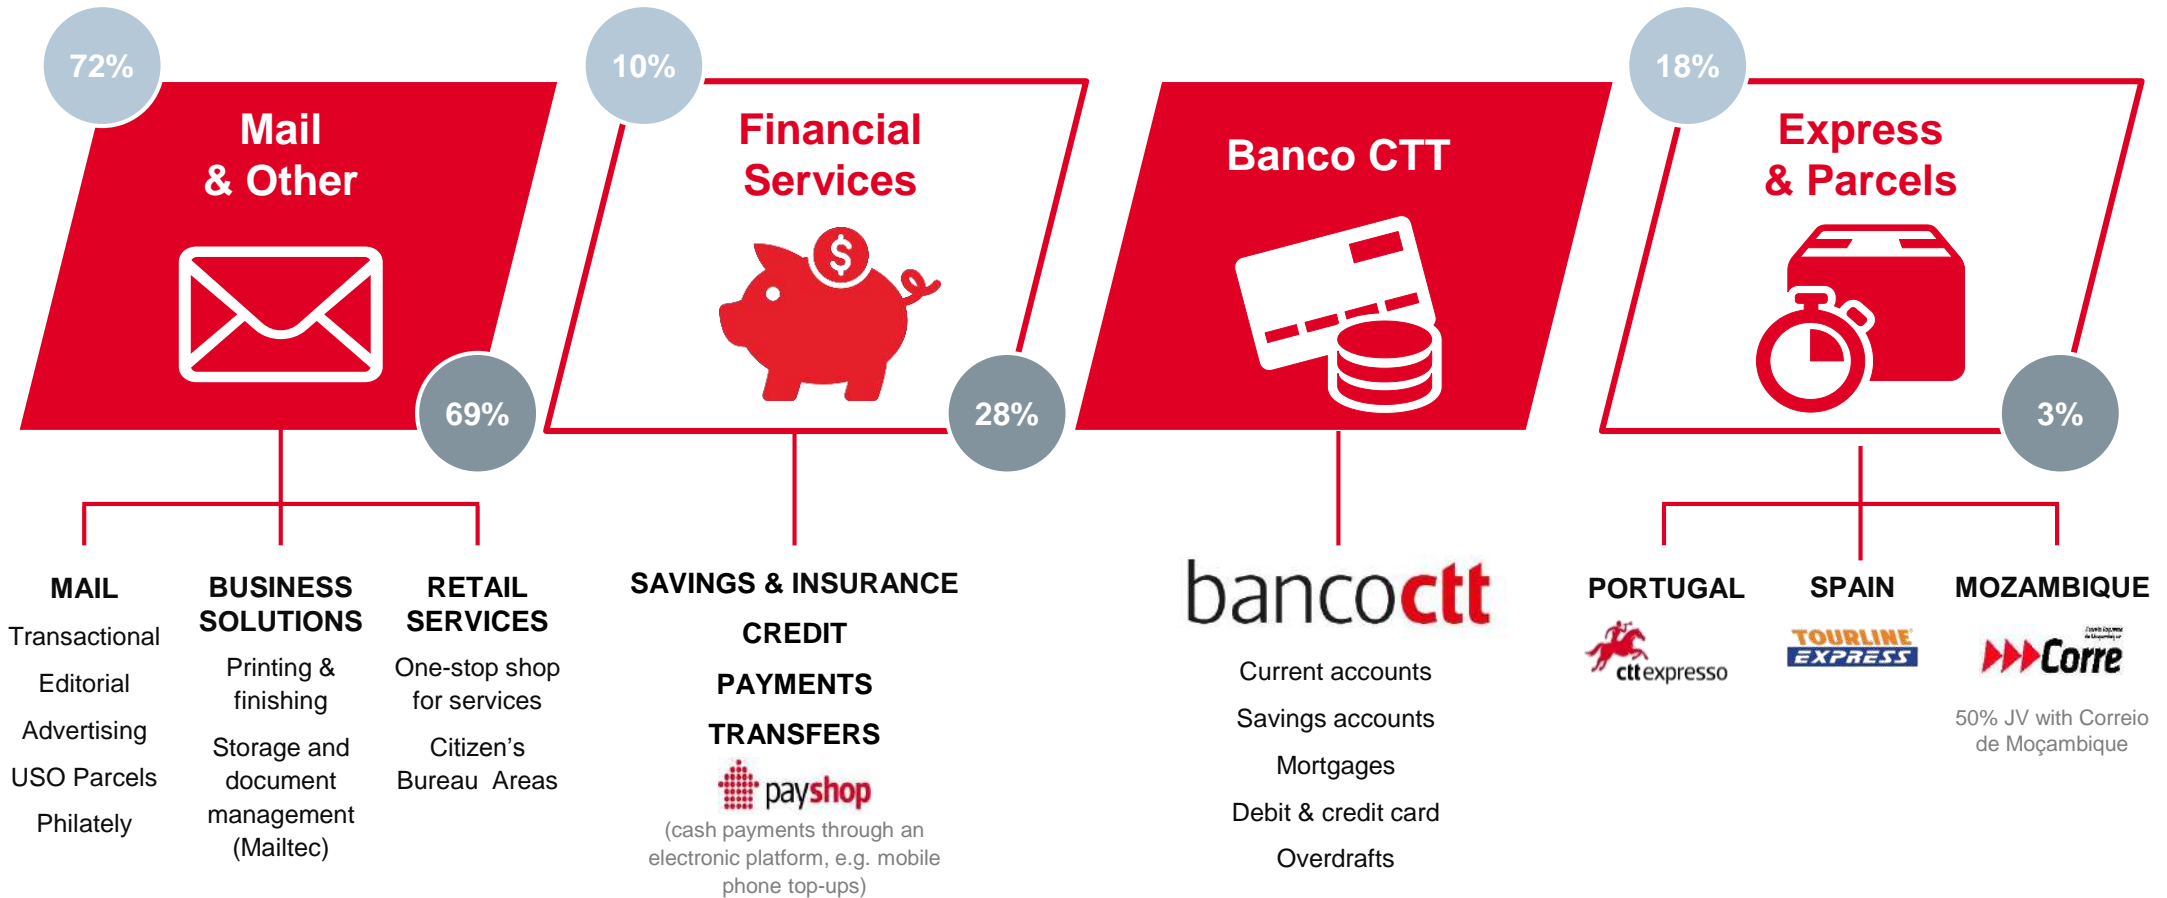 72%
Mail
& Other
69%
10%
Financial
Services
$
28%
Banco CTT
18%
Express
& Parcels
3%
MAIL
Transactional
Editorial
Advertising
USO Parcels
Philately
BUSINESS
SOLUTIONS
Printing &
finishing
Storage and
document
management
(Mailtec)
RETAIL
SERVICES
One-stop shop
for services
Citizen's
Bureau Areas
SAVINGS & INSURANCE
CREDIT
PAYMENTS
TRANSFERS
payshop
(cash payments through an
electronic platform, e.g. mobile
phone top-ups)
bancoctt
Current accounts
Savings accounts
Mortgages
Debit & credit card
Overdrafts
PORTUGAL
cttexpresso
SPAIN
TOURLINE
EXPRESS
MOZAMBIQUE
Corre
50% JV with Correio
de Moçambique